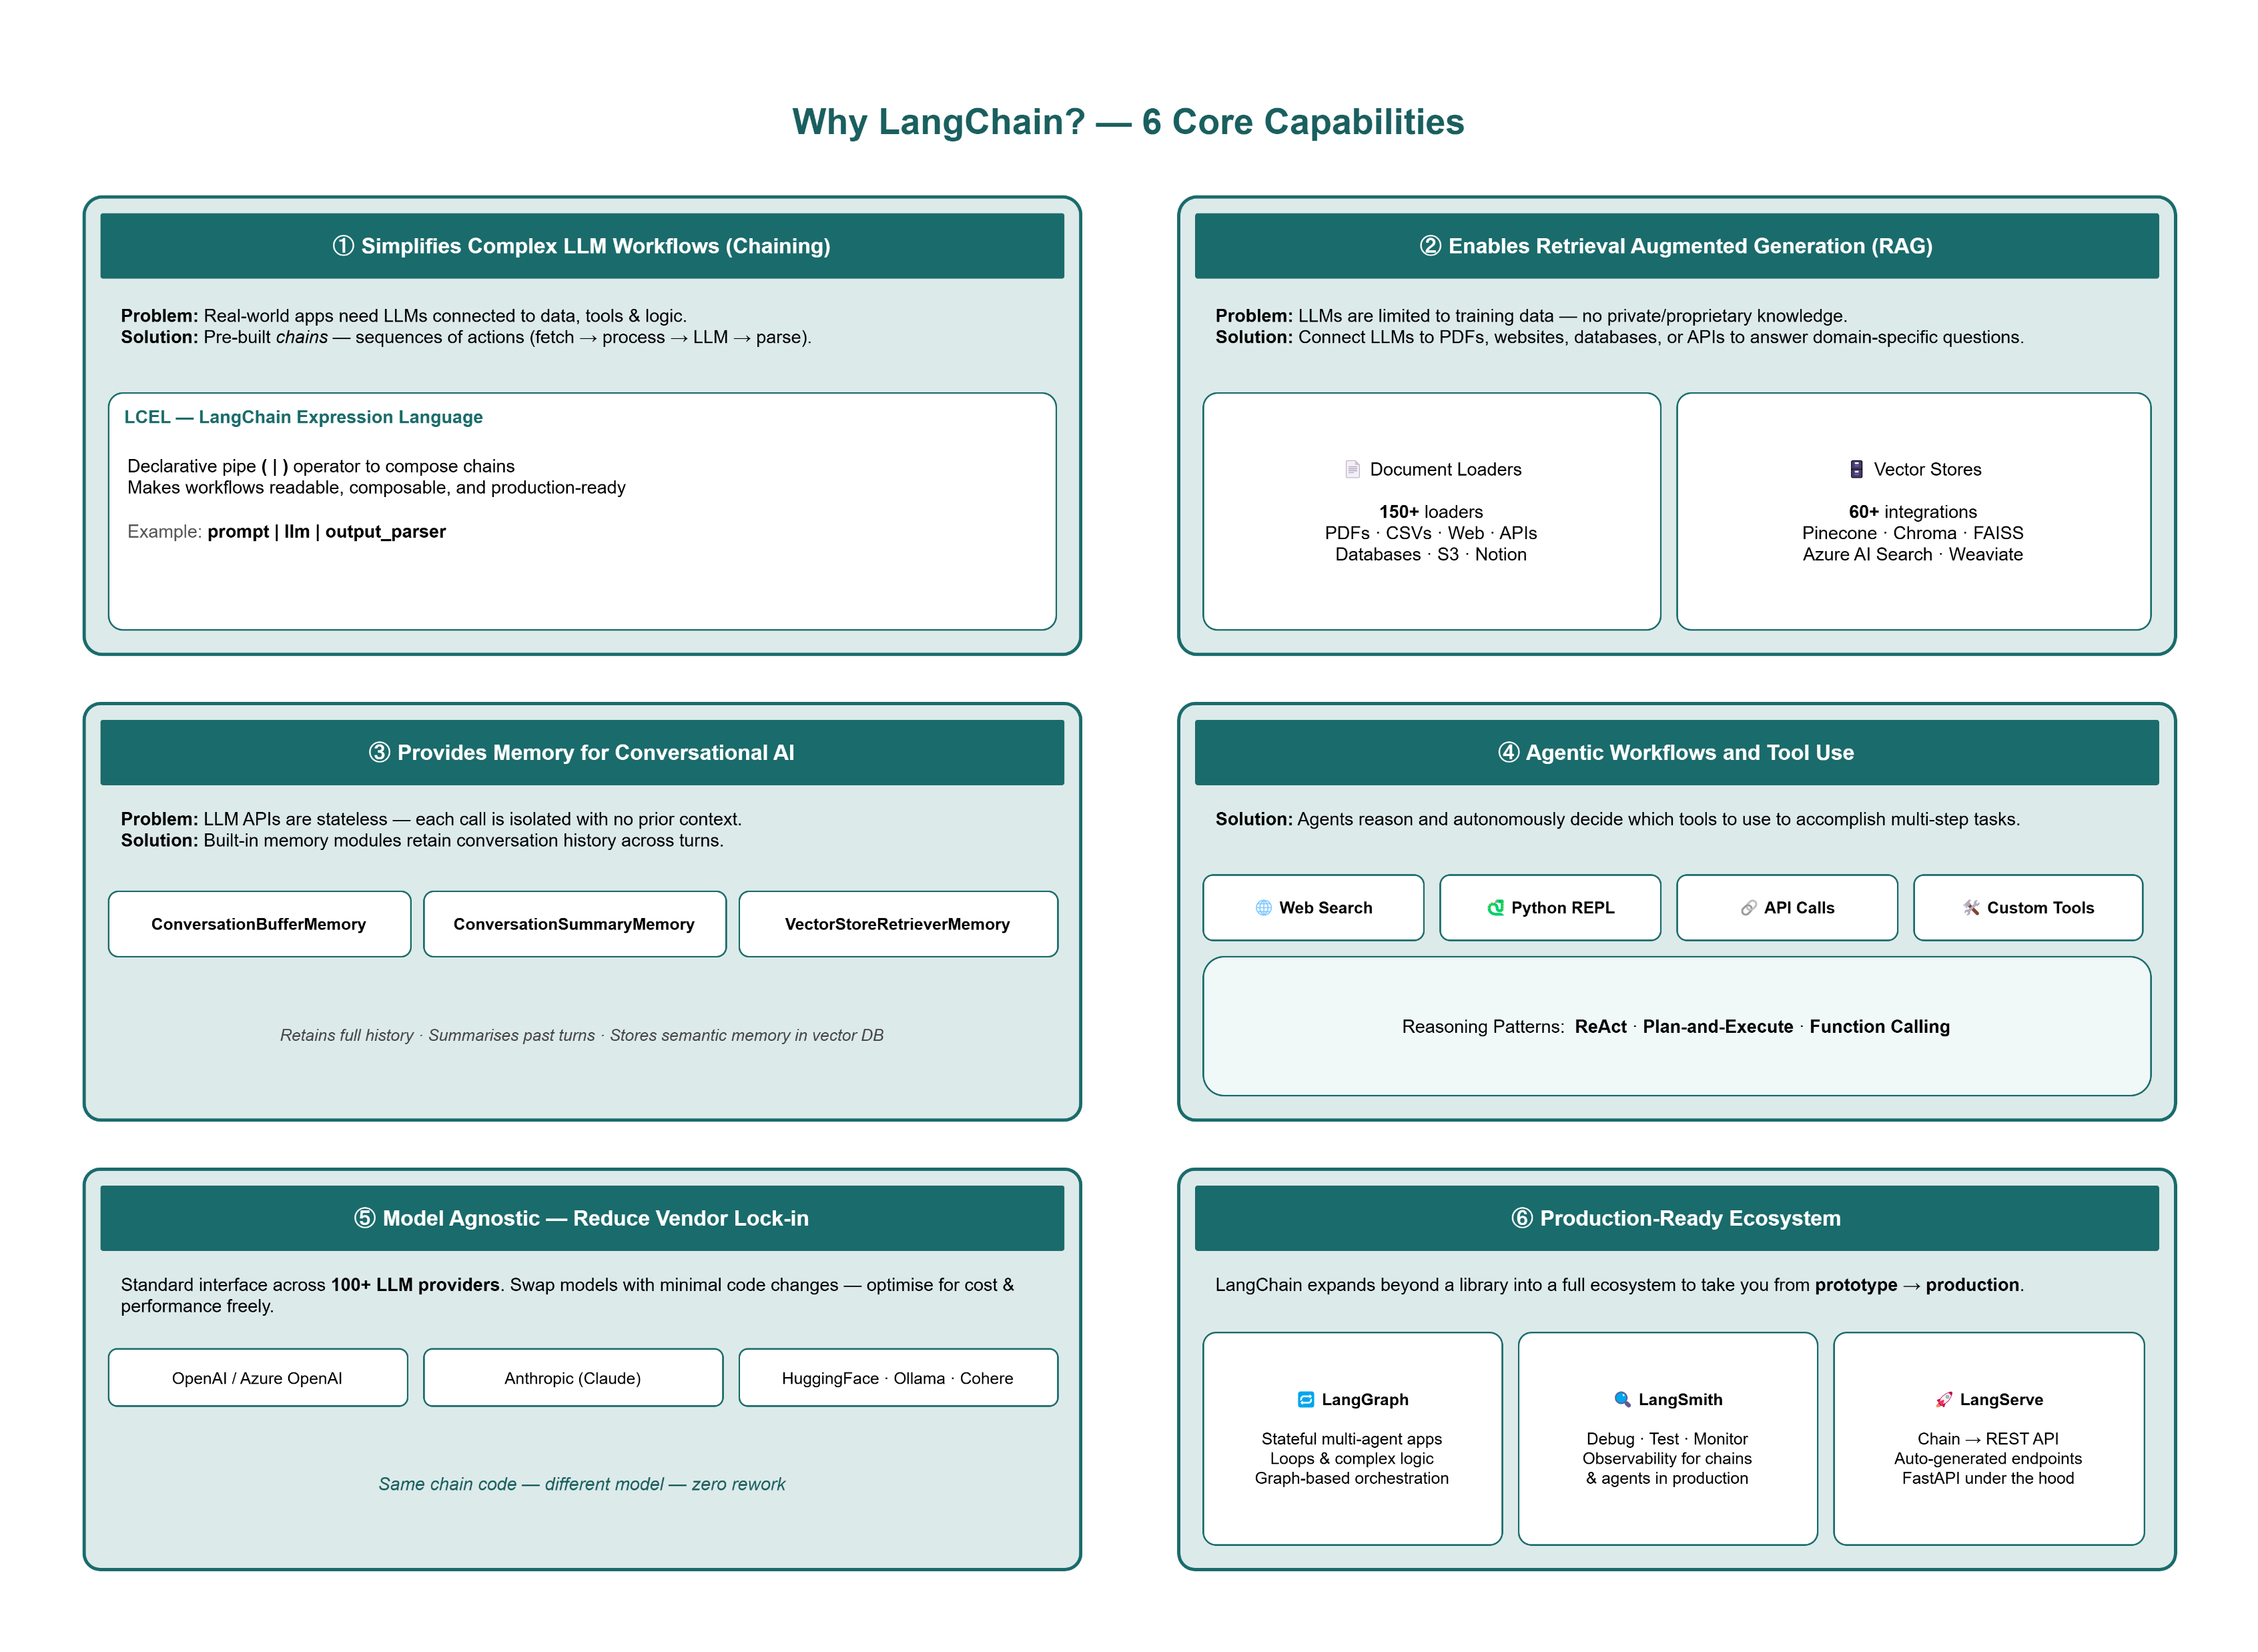 Why LangChain? — 6 Core Capabilities
① Simplifies Complex LLM Workflows (Chaining)
Problem: Real-world apps need LLMs connected to data, tools & logic.
Solution: Pre-built chains — sequences of actions (fetch → process → LLM → parse).
LCEL — LangChain Expression Language
Declarative pipe ( | ) operator to compose chains
Makes workflows readable, composable, and production-ready
Example: prompt | llm | output_parser
② Enables Retrieval Augmented Generation (RAG)
Problem: LLMs are limited to training data — no private/proprietary knowledge.
Solution: Connect LLMs to PDFs, websites, databases, or APIs to answer domain-specific questions.
Document Loaders
150+ loaders
PDFs · CSVs · Web · APIs
Databases · S3 · Notion
Vector Stores
60+ integrations
Pinecone · Chroma · FAISS
Azure AI Search · Weaviate
③ Provides Memory for Conversational AI
Problem: LLM APIs are stateless — each call is isolated with no prior context.
Solution: Built-in memory modules retain conversation history across turns.
ConversationBufferMemory
ConversationSummaryMemory
VectorStoreRetrieverMemory
Retains full history · Summarises past turns · Stores semantic memory in vector DB
④ Agentic Workflows and Tool Use
Solution: Agents reason and autonomously decide which tools to use to accomplish multi-step tasks.
Web Search
Python REPL
API Calls
Custom Tools
Reasoning Patterns: ReAct · Plan-and-Execute · Function Calling
⑤ Model Agnostic — Reduce Vendor Lock-in
Standard interface across 100+ LLM providers. Swap models with minimal code changes — optimise for cost &
performance freely.
OpenAI / Azure OpenAI
Anthropic (Claude)
HuggingFace · Ollama · Cohere
Same chain code — different model — zero rework
⑥ Production-Ready Ecosystem
LangChain expands beyond a library into a full ecosystem to take you from prototype → production.
LangGraph
Stateful multi-agent apps
Loops & complex logic
Graph-based orchestration
LangSmith
Debug · Test · Monitor
Observability for chains
& agents in production
LangServe
Chain → REST API
Auto-generated endpoints
FastAPI under the hood